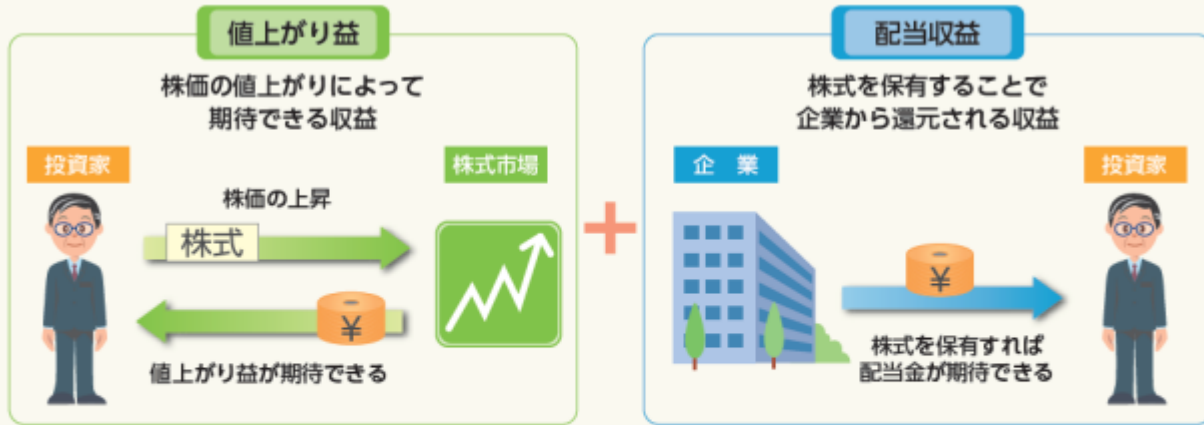 値上がり益
株価の値上がりによって
期待できる収益
投資家
株式市場
株価の上昇
株式
¥
値上がり益が期待できる
+
配当収益
株式を保有することで
企業から還元される収益
企 業
投資家
¥
株式を保有すれば
配当金が期待できる